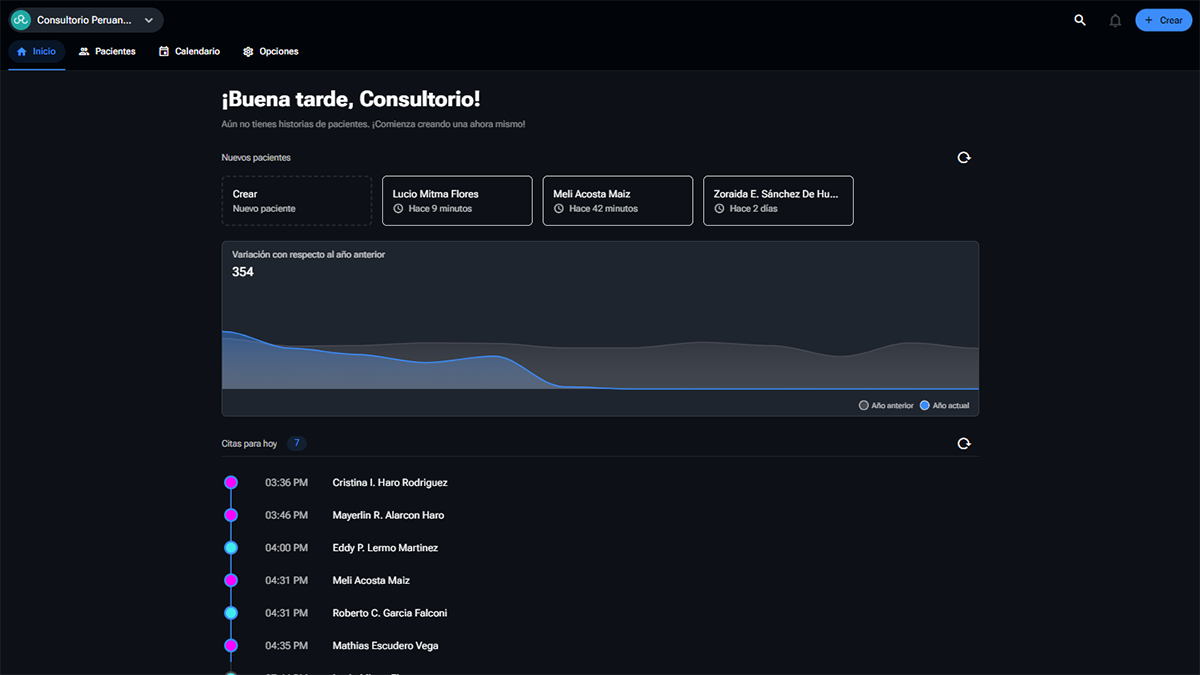 Consultorio Peruan...
Crear
Inicio
Pacientes
Calendario
Opciones
¡Buena tarde, Consultorio!
Aún no tienes historias de pacientes. ¡Comienza creando una ahora mismo!
Nuevos pacientes
Crear
Nuevo paciente
Lucio Mitma Flores
Hace 9 minutos
Meli Acosta Maiz
Hace 42 minutos
Zoraida E. Sánchez De Hu...
Hace 2 días
Variación con respecto al año anterior
354
Año anterior
Año actual
Citas para hoy 7
03:36 PM Cristina I. Haro Rodriguez
03:46 PM Mayerlin R. Alarcon Haro
04:00 PM Eddy P. Lermo Martinez
04:31 PM Meli Acosta Maiz
04:31 PM Roberto C. Garcia Falconi
04:35 PM Mathias Escudero Vega